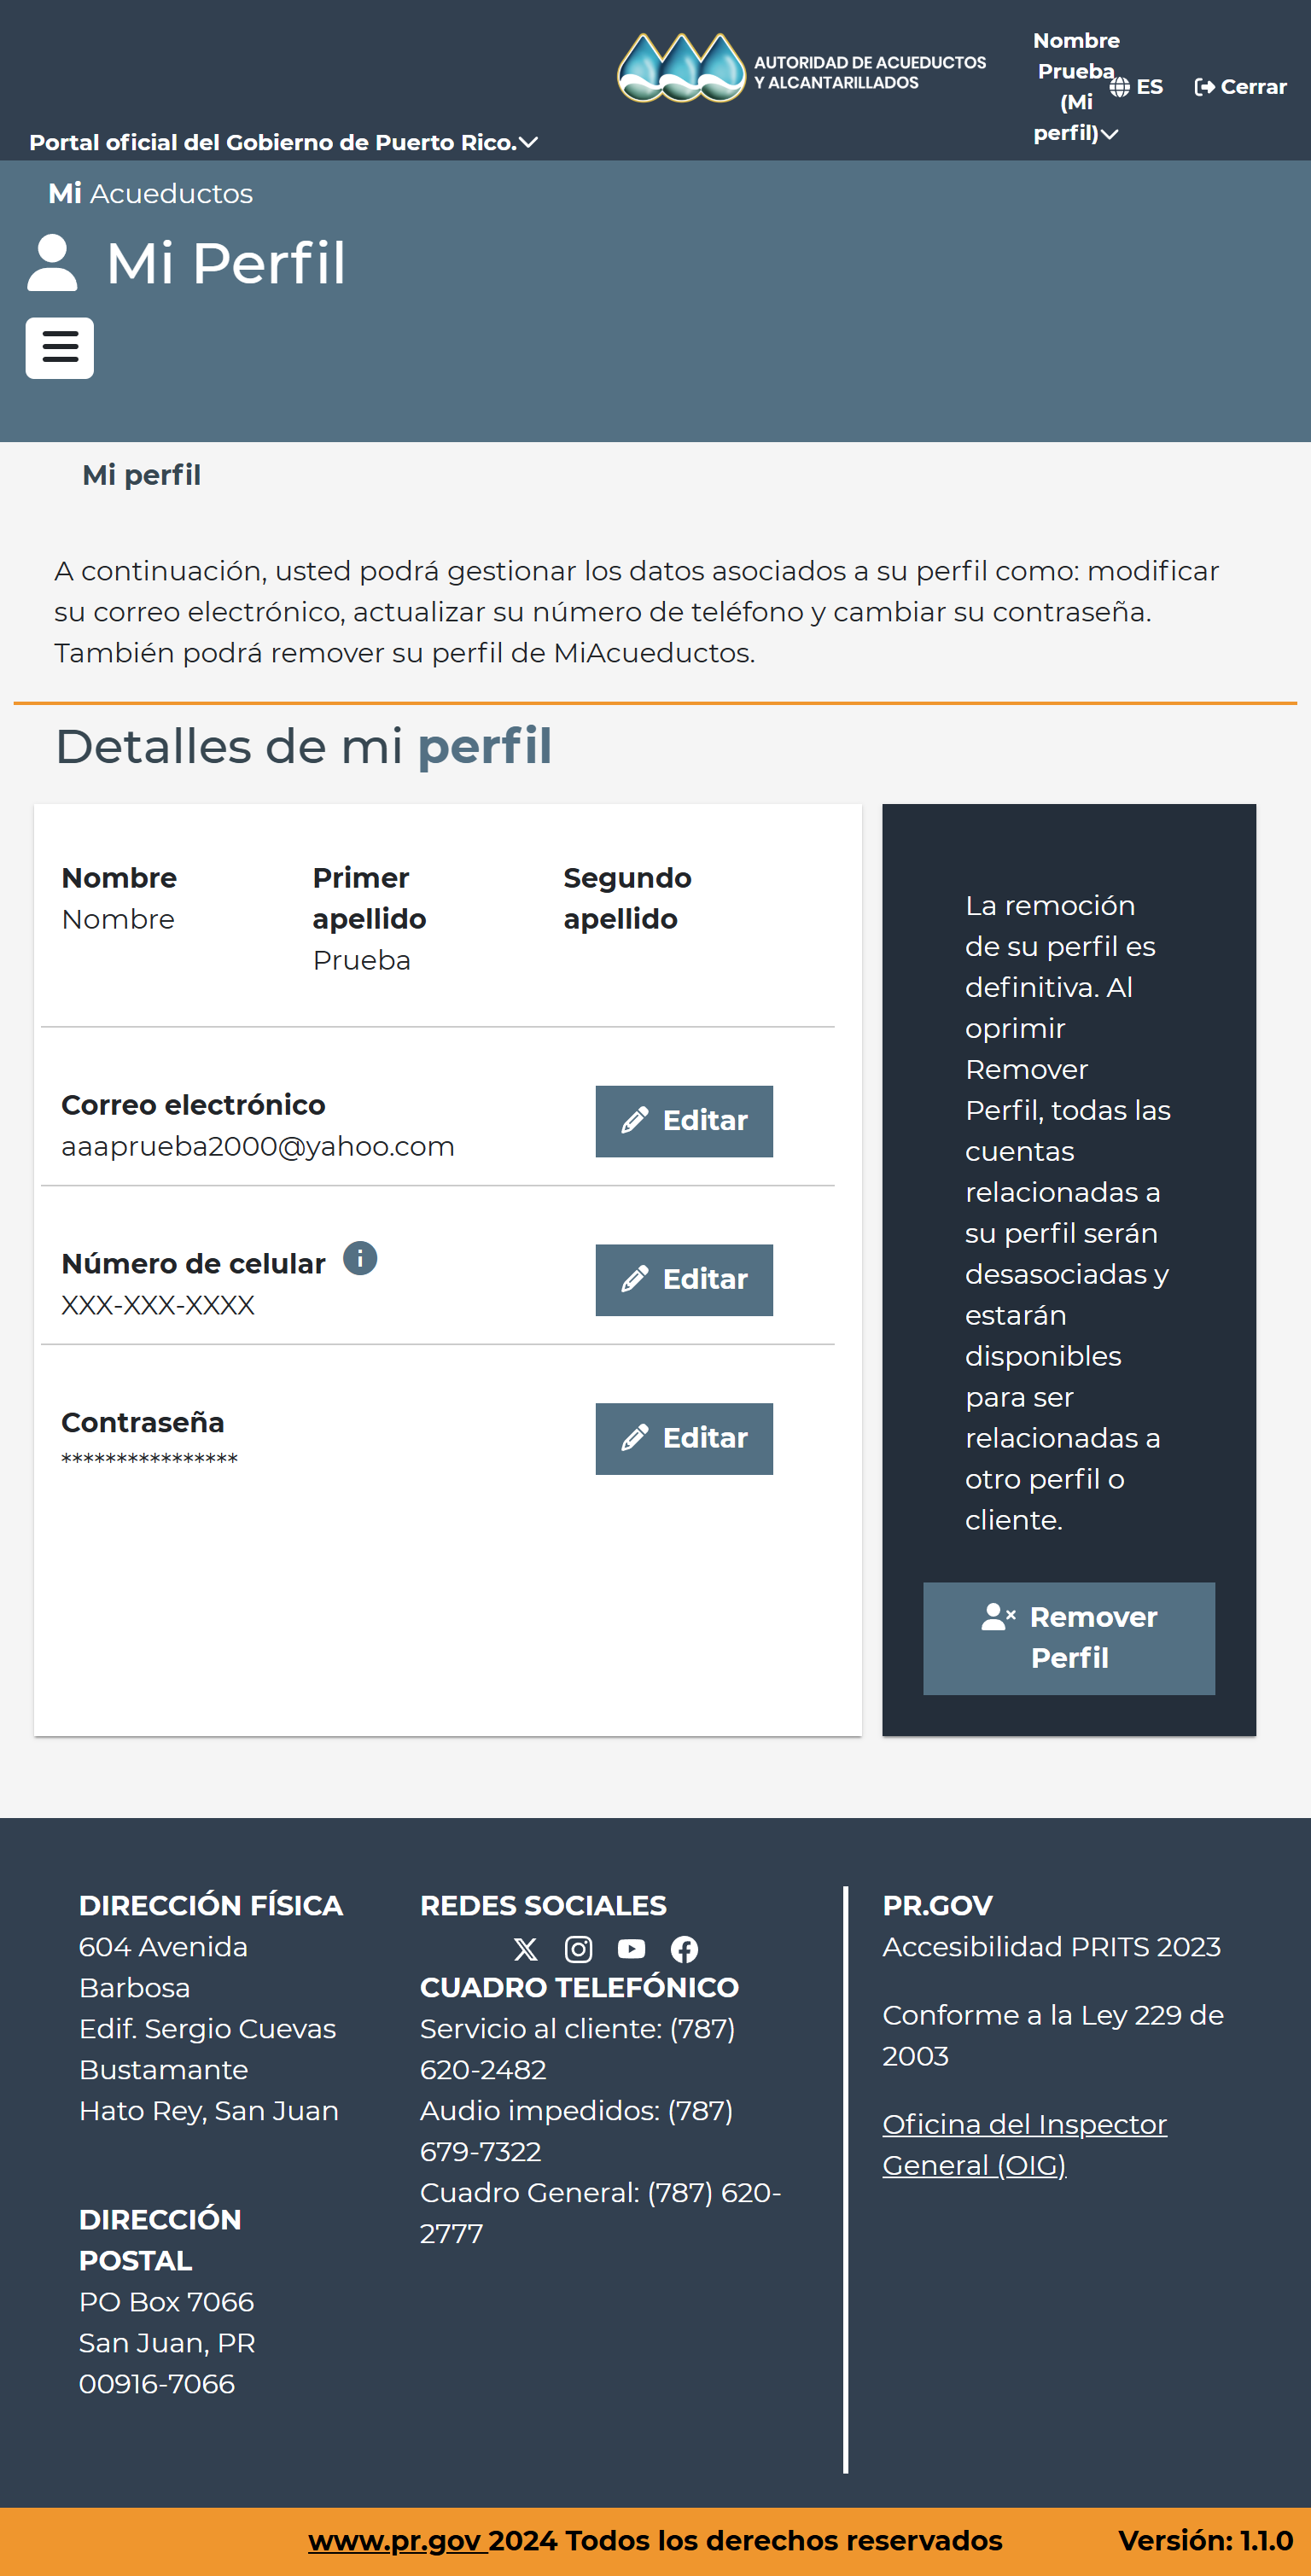 AUTORIDAD DE ACUEDUCTOS
Y ALCANTARILLADOS
Nombre
Prueba
(Mi
perfil)
ES
Cerrar
Portal oficial del Gobierno de Puerto Rico.
Mi Acueductos
Mi Perfil
Mi perfil
A continuación, usted podrá gestionar los datos asociados a su perfil como: modificar
su correo electrónico, actualizar su número de teléfono y cambiar su contraseña.
También podrá remover su perfil de MiAcueductos.
Detalles de mi perfil
Nombre
Nombre
Primer
apellido
Prueba
Segundo
apellido
Correo electrónico
aaaprueba2000@yahoo.com
Editar
Número de celular
XXX-XXX-XXXX
Editar
Contraseña
****************
Editar
La remoción
de su perfil es
definitiva. Al
oprimir
Remover
Perfil, todas las
cuentas
relacionadas a
su perfil serán
desasociadas y
estarán
disponibles
para ser
relacionadas a
otro perfil o
cliente.
Remover
Perfil
DIRECCIÓN FÍSICA
604 Avenida
Barbosa
Edif. Sergio Cuevas
Bustamante
Hato Rey, San Juan
DIRECCIÓN
POSTAL
PO Box 7066
San Juan, PR
00916-7066
REDES SOCIALES
CUADRO TELEFÓNICO
Servicio al cliente: (787)
620-2482
Audio impedidos: (787)
679-7322
Cuadro General: (787) 620-
2777
PR.GOV
Accesibilidad PRITS 2023
Conforme a la Ley 229 de
2003
Oficina del Inspector
General (OIG)
www.pr.gov 2024 Todos los derechos reservados
Versión: 1.1.0